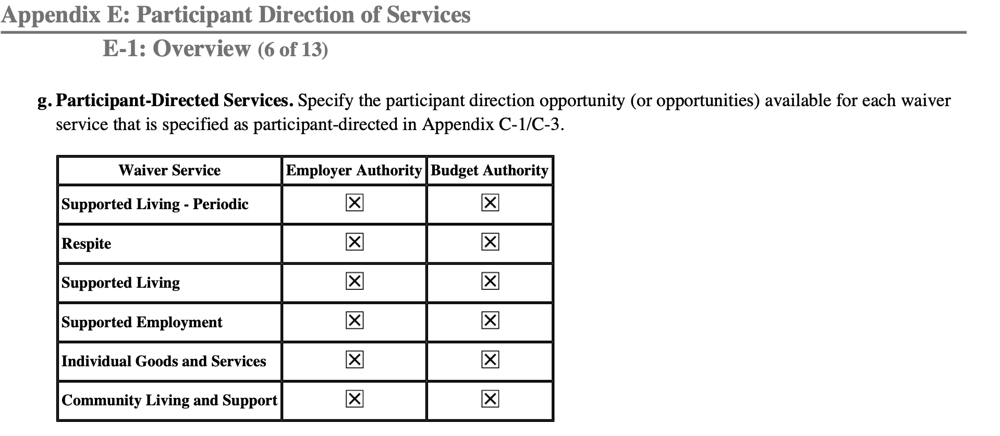 Appendix E: Participant Direction of Services
E-1: Overview (6 of 13)
g. Participant-Directed Services. Specify the participant direction opportunity (or opportunities) available for each waiver
service that is specified as participant-directed in Appendix C-1/C-3.
Waiver Service Employer Authority Budget Authority
Supported Living - Periodic ☒ ☒
Respite ☒ ☒
Supported Living ☒ ☒
Supported Employment ☒ ☒
Individual Goods and Services ☒ ☒
Community Living and Support ☒ ☒